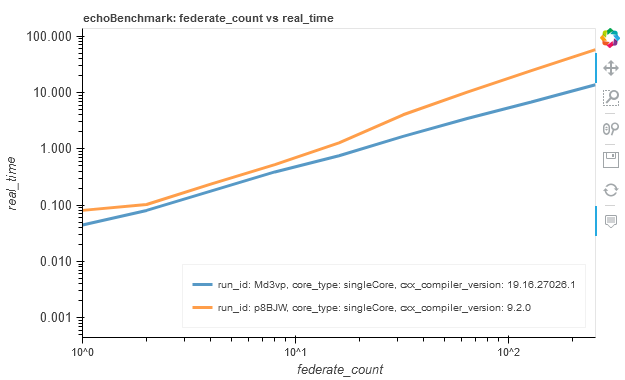 echoBenchmark: federate_count vs real_time
100.000
10.000
1.000
0.100
0.010
0.001
real_time
run_id: Md3vp, core_type: singleCore, cxx_compiler_version: 19.16.27026.1
run_id: p8BJW, core_type: singleCore, cxx_compiler_version: 9.2.0
10^0
10^1
10^2
federate_count